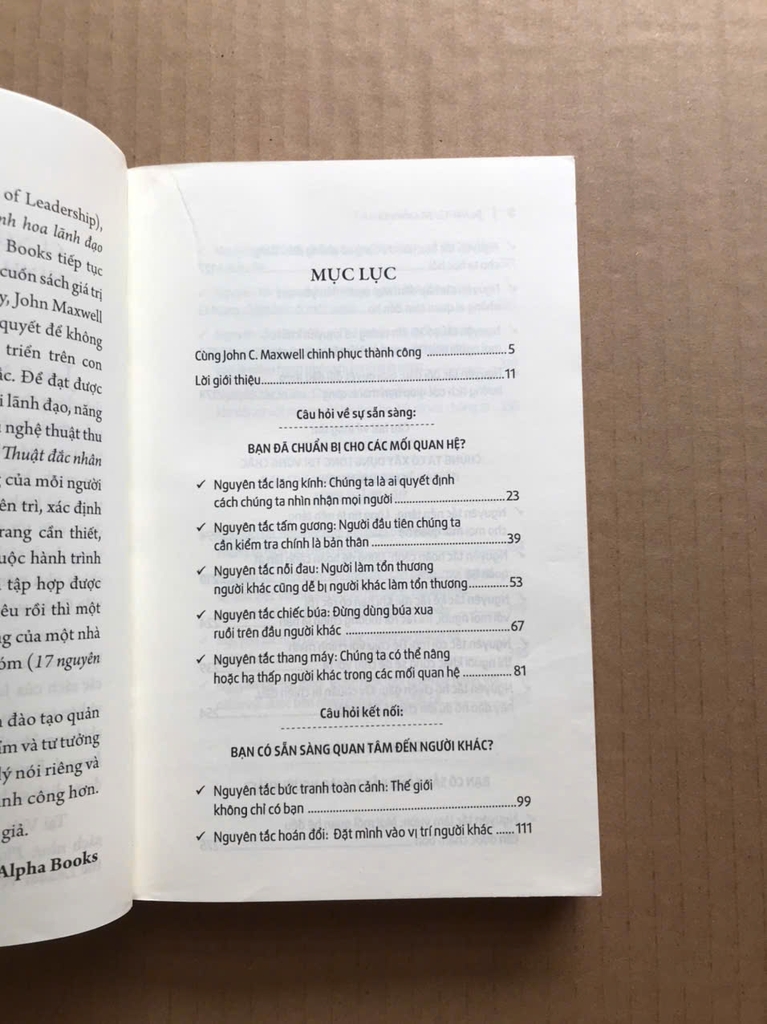 of Leadership),
hoa lãnh đạo
Books tiếp tục
cuốn sách giá trị
John Maxwell
quyết để không
triển trên con
Để đạt được
lãnh đạo, năng
nghệ thuật thu
Thuật đắc nhân
của mỗi người
trì, xác định
cần thiết,
hành trình
tập hợp được
rồi thì một
của một nhà
(17 nguyên
đào tạo quản
và tư tưởng
nói riêng và
công hơn.
giả.
Alpha Books
MỤC LỤC
Cùng John C. Maxwell chinh phục thành công ........................5
Lời giới thiệu..........................................................................11
Câu hỏi về sự sẵn sàng:
BẠN ĐÃ CHUẨN BỊ CHO CÁC MỐI QUAN HỆ?
✓ Nguyên tắc lăng kính: Chúng ta là ai quyết định
cách chúng ta nhìn nhận mọi người ..................................23
✓ Nguyên tắc tấm gương: Người đầu tiên chúng ta
cần kiểm tra chính là bản thân .........................................39
✓ Nguyên tắc nỗi đau: Người làm tổn thương
người khác cũng dễ bị người khác làm tổn thương............53
✓ Nguyên tắc chiếc búa: Đừng dùng búa xua
ruồi trên đầu người khác .................................................67
✓ Nguyên tắc thang máy: Chúng ta có thể nâng
hoặc hạ thấp người khác trong các mối quan hệ ...............81
Câu hỏi kết nối:
BẠN CÓ SẴN SÀNG QUAN TÂM ĐẾN NGƯỜI KHÁC?
✓ Nguyên tắc bức tranh toàn cảnh: Thế giới
không chỉ có bạn ..............................................................99
✓ Nguyên tắc hoán đổi: Đặt mình vào vị trí người khác ......111